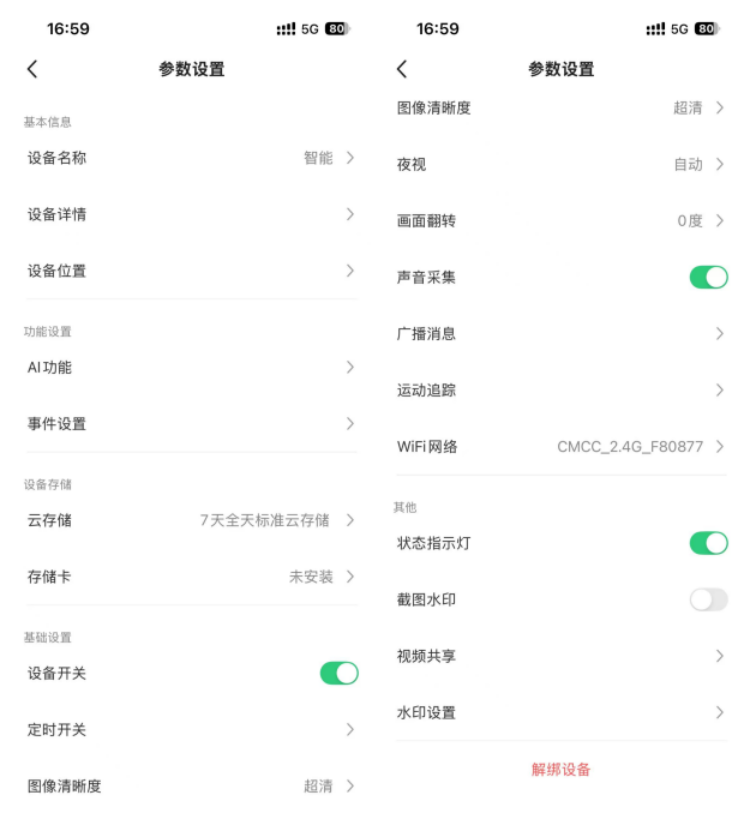 16:59
5G 80
参数设置
基本信息
设备名称 智能
设备详情
设备位置
功能设置
AI功能
事件设置
设备存储
云存储 7天全天标准云存储
存储卡 未安装
基础设置
设备开关
定时开关
图像清晰度 超清
16:59
5G 80
参数设置
图像清晰度 超清
夜视 自动
画面翻转 0度
声音采集
广播消息
运动追踪
WiFi网络 CMCC_2.4G_F80877
其他
状态指示灯
截图水印
视频共享
水印设置
解绑设备